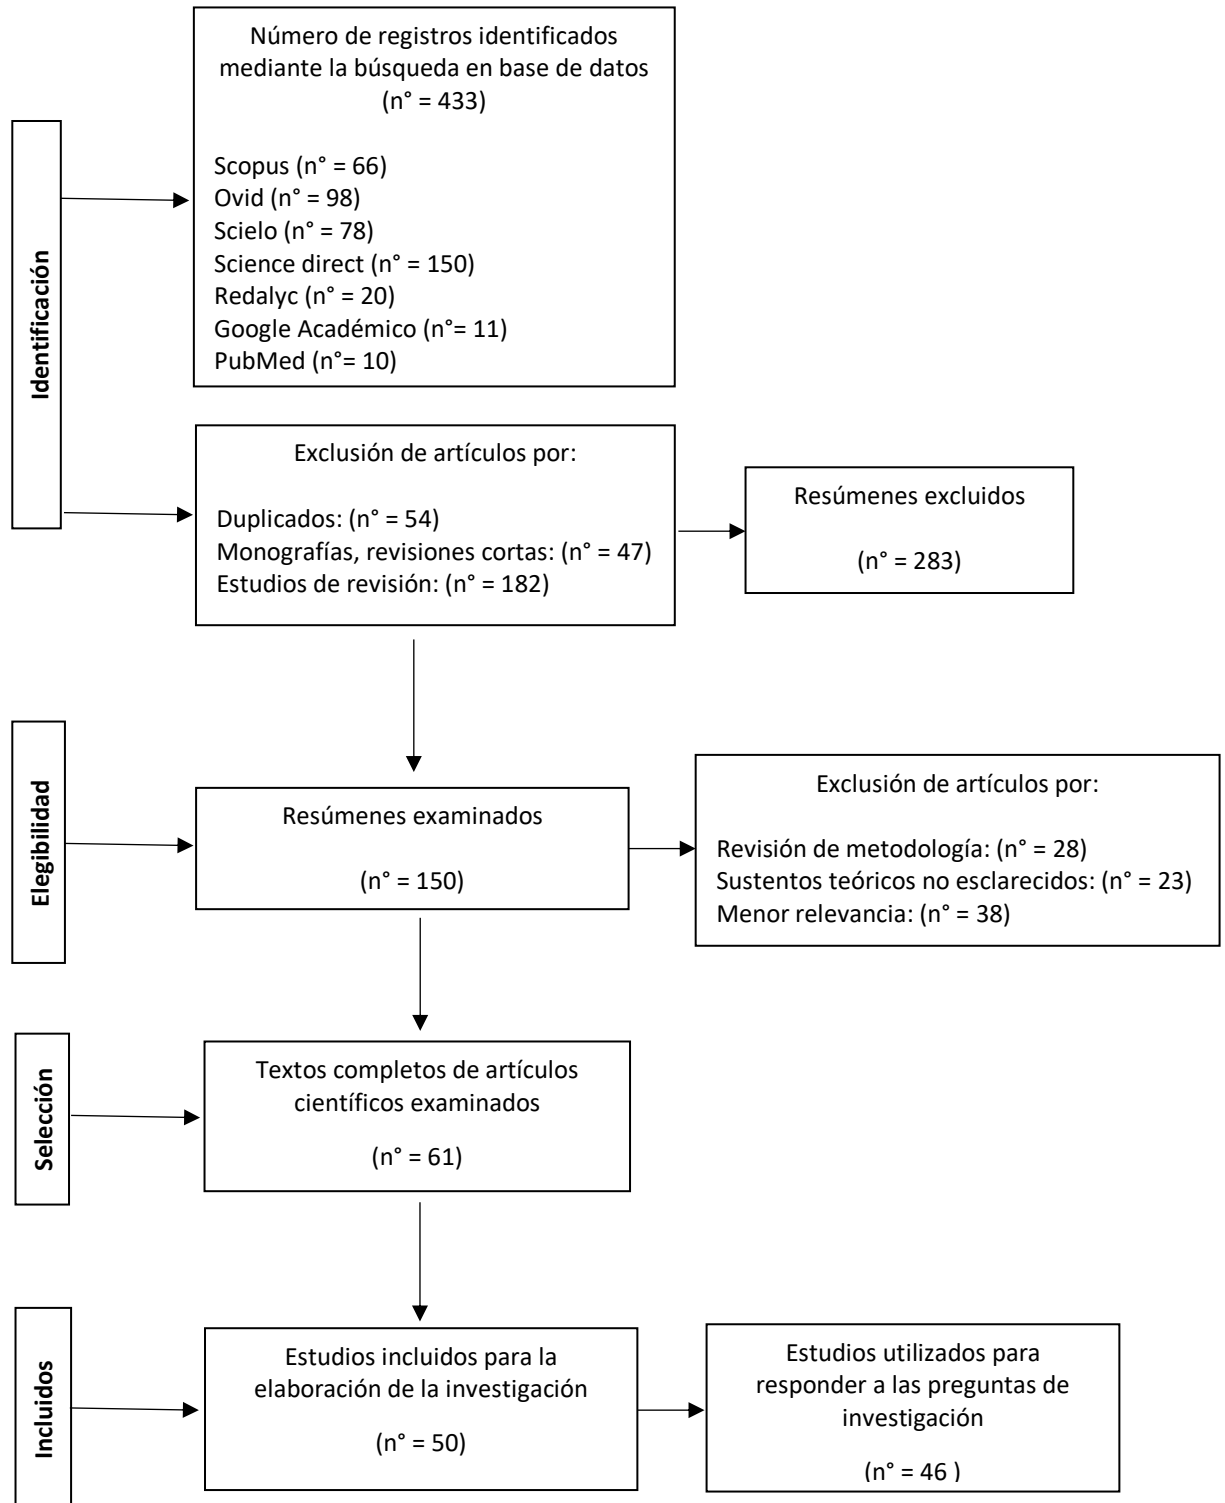 Identificación
Número de registros identificados
mediante la búsqueda en base de datos
(n° = 433)
Scopus (n° = 66)
Ovid (n° = 98)
Scielo (n° = 78)
Science direct (n° = 150)
Redalyc (n° = 20)
Google Académico (n°= 11)
PubMed (n°= 10)
Exclusión de artículos por:
Duplicados: (n° = 54)
Monografías, revisiones cortas: (n° = 47)
Estudios de revisión: (n° = 182)
Resúmenes excluidos
(n° = 283)
Elegibilidad
Resúmenes examinados
(n° = 150)
Exclusión de artículos por:
Revisión de metodología: (n° = 28)
Sustentos teóricos no esclarecidos: (n° = 23)
Menor relevancia: (n° = 38)
Selección
Textos completos de artículos
científicos examinados
(n° = 61)
Incluidos
Estudios incluidos para la
elaboración de la investigación
(n° = 50)
Estudios utilizados para
responder a las preguntas de
investigación
(n° = 46 )